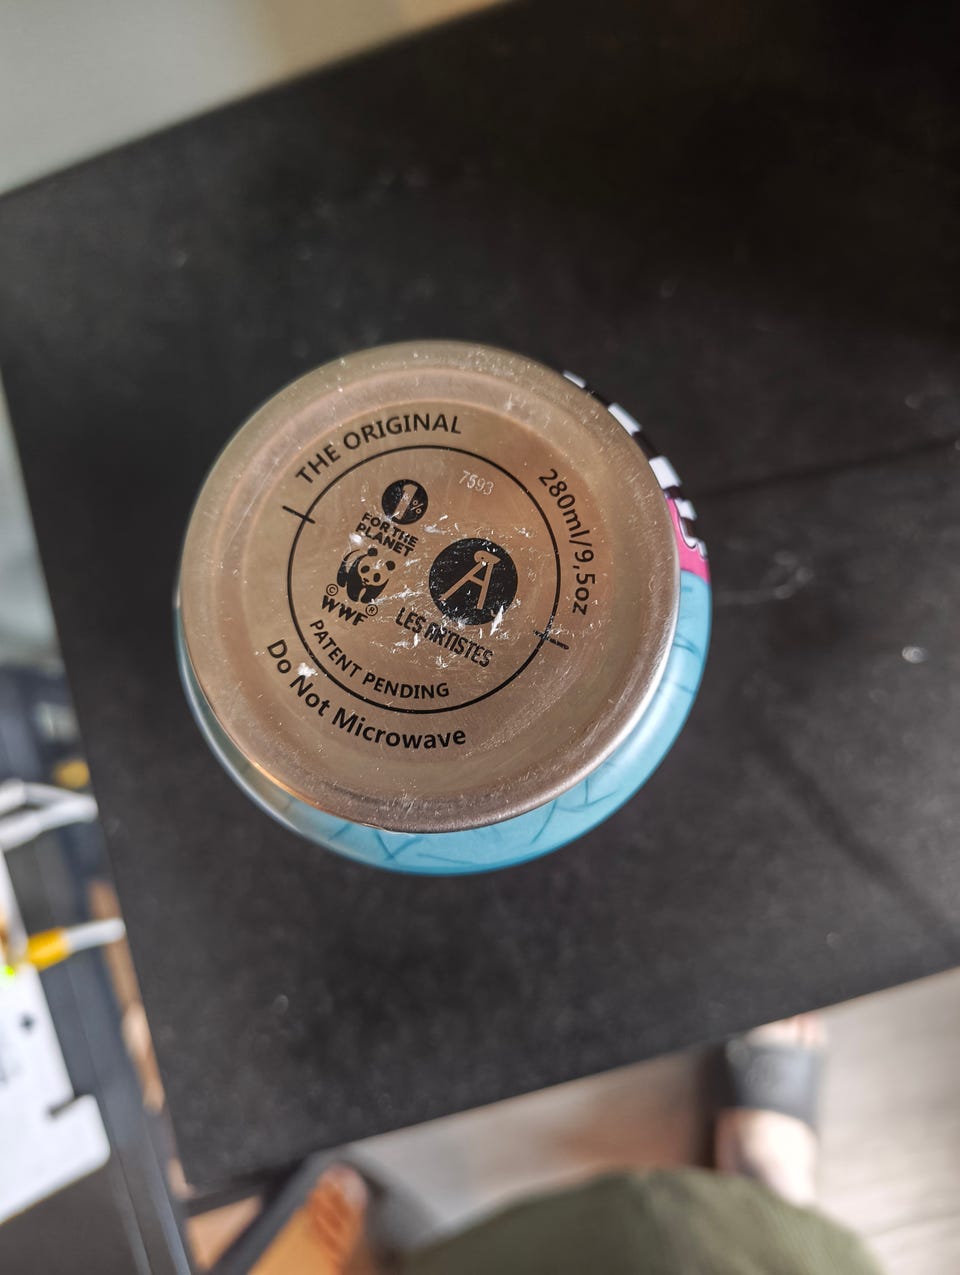 THE ORIGINAL
280ml/9,5oz
7593
1%
FOR THE
PLANET
© WWF ®
A
LES ARTISTES
PATENT PENDING
Do Not Microwave